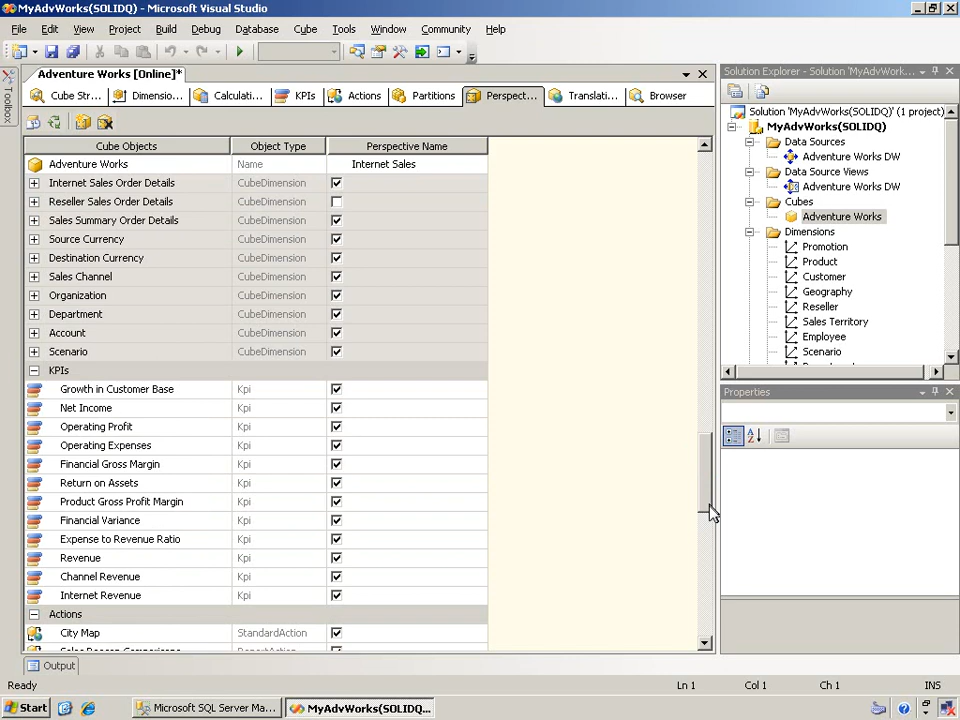 MyAdvWorks(SOLIDQ) - Microsoft Visual Studio
File Edit View Project Build Debug Database Cube Tools Window Community Help
Database
Toolbox
Adventure Works [Online]*
Cube Str... Dimensio... Calculati... KPIs Actions Partitions Perspect... Translati... Browser
Cube Objects Object Type Perspective Name
Adventure Works Name Internet Sales
Internet Sales Order Details CubeDimension
Reseller Sales Order Details CubeDimension
Sales Summary Order Details CubeDimension
Source Currency CubeDimension
Destination Currency CubeDimension
Sales Channel CubeDimension
Organization CubeDimension
Department CubeDimension
Account CubeDimension
Scenario CubeDimension
KPIs
Growth in Customer Base Kpi
Net Income Kpi
Operating Profit Kpi
Operating Expenses Kpi
Financial Gross Margin Kpi
Return on Assets Kpi
Product Gross Profit Margin Kpi
Financial Variance Kpi
Expense to Revenue Ratio Kpi
Revenue Kpi
Channel Revenue Kpi
Internet Revenue Kpi
Actions
City Map StandardAction
Solution Explorer - Solution 'MyAdvWork...
Solution 'MyAdvWorks(SOLIDQ)' (1 project)
MyAdvWorks(SOLIDQ)
Data Sources
Adventure Works DW
Data Source Views
Adventure Works DW
Cubes
Adventure Works
Dimensions
Promotion
Product
Customer
Geography
Reseller
Sales Territory
Employee
Scenario
Properties
Output
Ready Ln 1 Col 1 Ch 1 INS
Start Microsoft SQL Server Ma... MyAdvWorks(SOLIDQ...